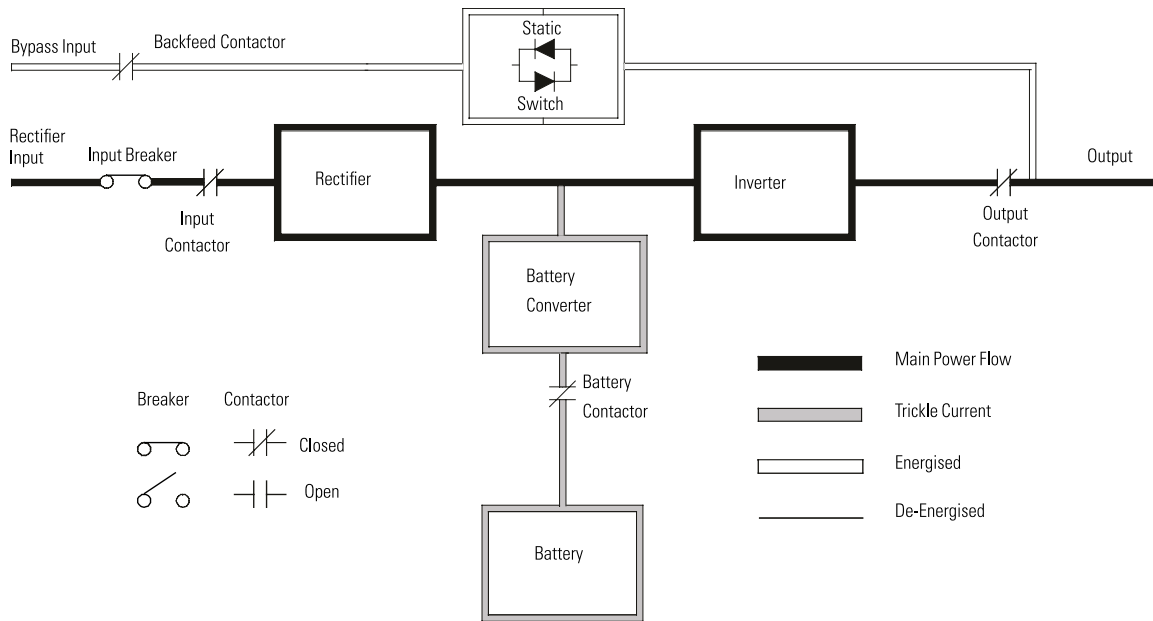 Static
Switch
Bypass Input
Backfeed Contactor
Rectifier
Input
Input Breaker
Input
Contactor
Rectifier
Inverter
Output
Contactor
Output
Battery
Converter
Battery
Contactor
Battery
Breaker
Contactor
Closed
Open
Main Power Flow
Trickle Current
Energised
De-Energised